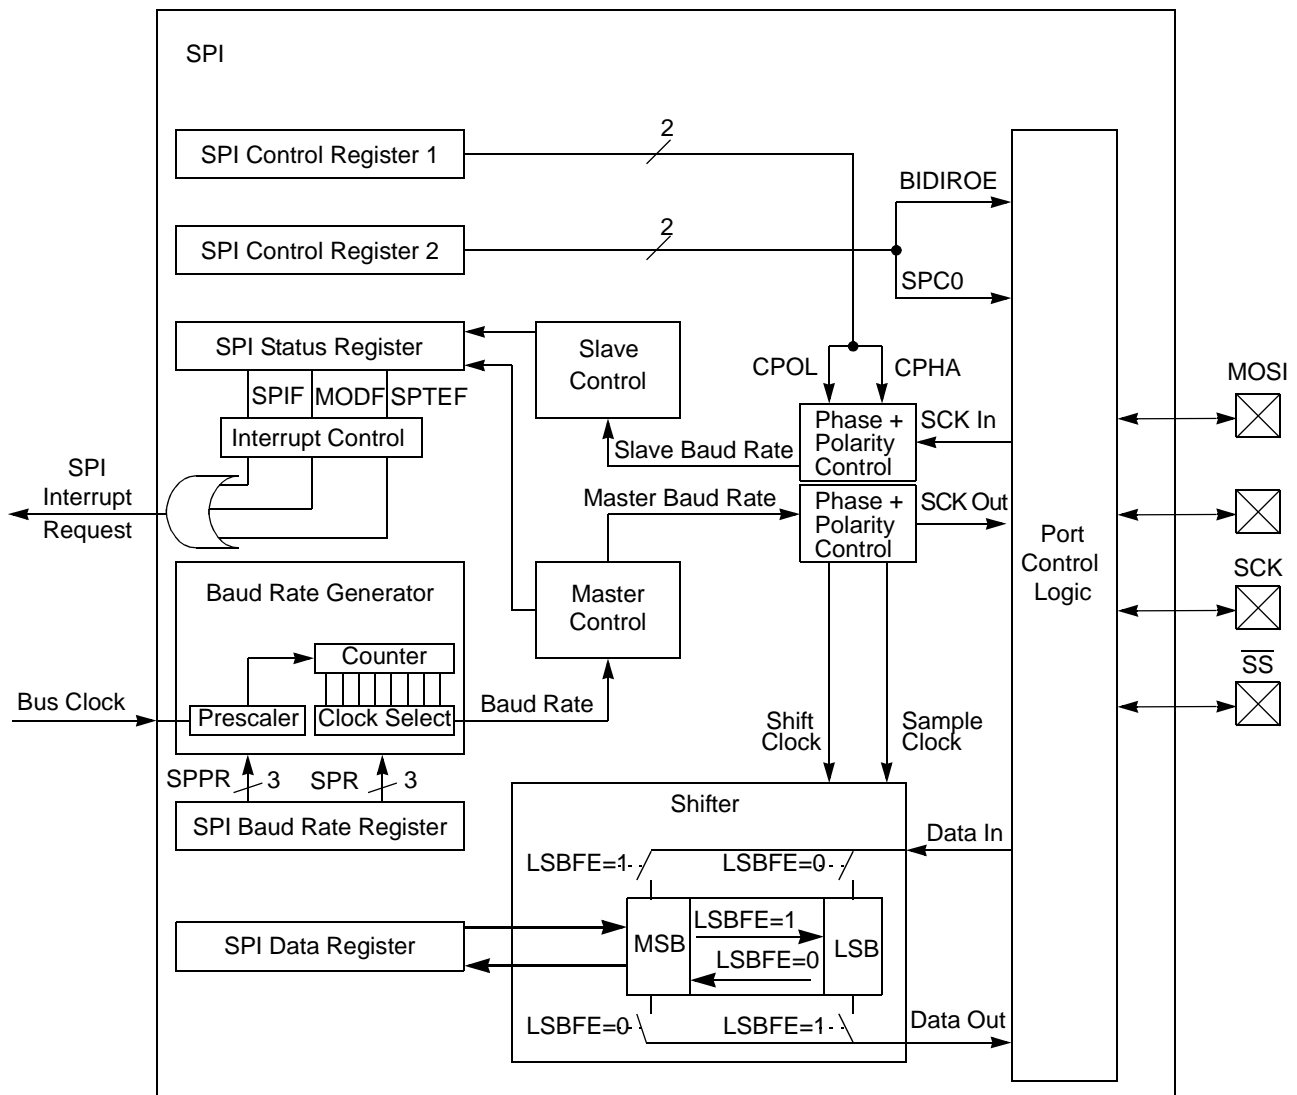 SPI
SPI Control Register 1
2
BIDIROE
SPI Control Register 2
2
SPC0
SPI Status Register
Slave
Control
CPOL
CPHA
MOSI
SPIF
MODF
SPTEF
Interrupt Control
Phase +
Polarity
Control
SCK In
Slave Baud Rate
SPI
Interrupt
Request
Master Baud Rate
Phase +
Polarity
Control
SCK Out
Port
Control
Logic
Baud Rate Generator
Master
Control
SCK
Counter
SS
Bus Clock
Prescaler
Clock Select
Baud Rate
Shift
Clock
Sample
Clock
SPPR
3
SPR
3
SPI Baud Rate Register
Shifter
Data In
LSBFE=1
LSBFE=0
SPI Data Register
MSB
LSBFE=1
LSBFE=0
LSB
LSBFE=0
LSBFE=1
Data Out